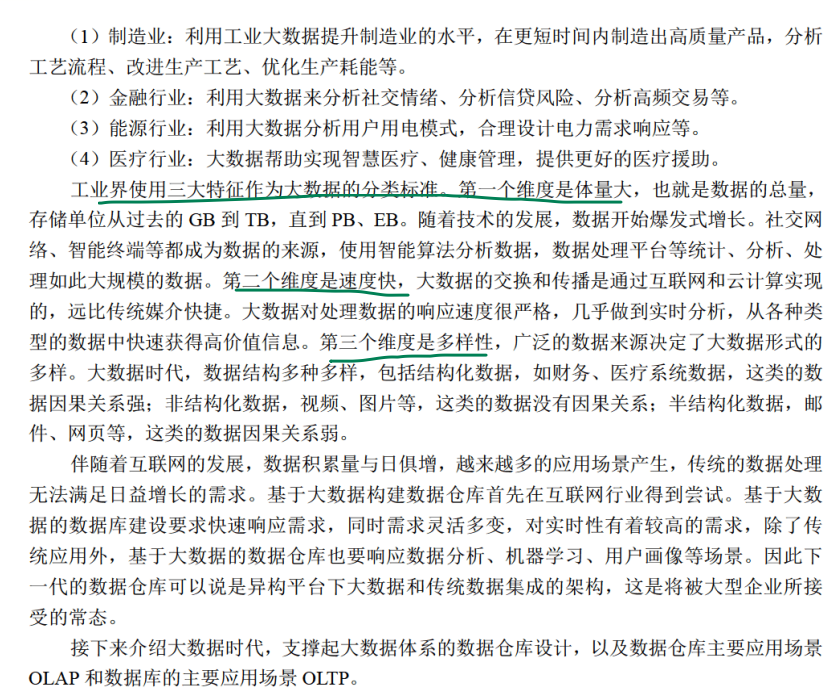 （1）制造业：利用工业大数据提升制造业的水平，在更短时间内制造出高质量产品，分析
工艺流程、改进生产工艺、优化生产耗能等。
（2）金融行业：利用大数据来分析社交情绪、分析信贷风险、分析高频交易等。
（3）能源行业：利用大数据分析用户用电模式，合理设计电力需求响应等。
（4）医疗行业：大数据帮助实现智慧医疗、健康管理，提供更好的医疗援助。
工业界使用三大特征作为大数据的分类标准。第一个维度是体量大，也就是数据的总量，
存储单位从过去的 GB 到 TB，直到 PB、EB。随着技术的发展，数据开始爆发式增长。社交网
络、智能终端等都成为数据的来源，使用智能算法分析数据，数据处理平台等统计、分析、处
理如此大规模的数据。第二个维度是速度快，大数据的交换和传播是通过互联网和云计算实现
的，远比传统媒介快捷。大数据对处理数据的响应速度很严格，几乎做到实时分析，从各种类
型的数据中快速获得高价值信息。第三个维度是多样性，广泛的数据来源决定了大数据形式的
多样。大数据时代，数据结构多种多样，包括结构化数据，如财务、医疗系统数据，这类的数
据因果关系强；非结构化数据，视频、图片等，这类的数据没有因果关系；半结构化数据，邮
件、网页等，这类的数据因果关系弱。
伴随着互联网的发展，数据积累量与日俱增，越来越多的应用场景产生，传统的数据处理
无法满足日益增长的需求。基于大数据构建数据仓库首先在互联网行业得到尝试。基于大数
据的数据库建设要求快速响应需求，同时需求灵活多变，对实时性有着较高的需求，除了传
统应用外，基于大数据的数据仓库也要响应数据分析、机器学习、用户画像等场景。因此下
一代的数据仓库可以说是异构平台下大数据和传统数据集成的架构，这是将被大型企业所接
受的常态。
接下来介绍大数据时代，支撑起大数据体系的数据仓库设计，以及数据仓库主要应用场景
OLAP 和数据库的主要应用场景 OLTP。